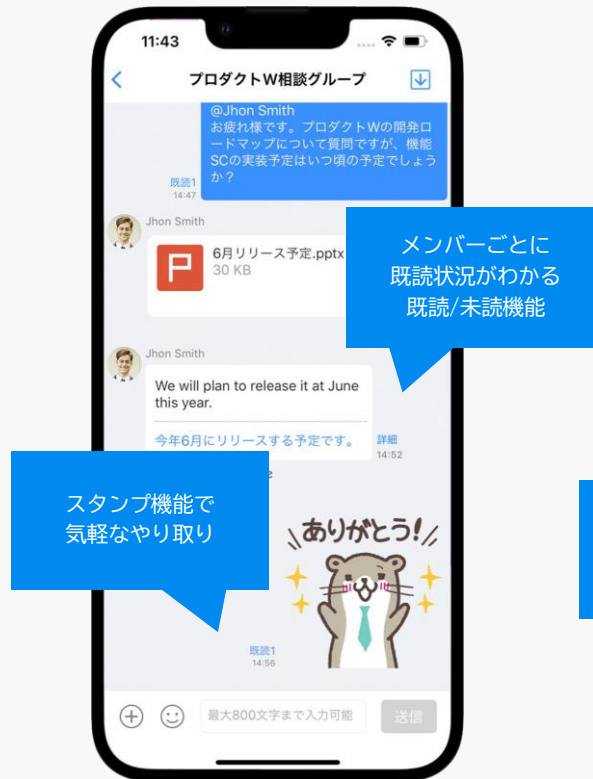 11:43
プロダクトW相談グループ
@Jhon Smith
お疲れ様です。プロダクトWの開発ロ
ードマップについて質問ですが、機能
SCの実装予定はいつ頃の予定でしょう
か？
既読1
14:47
Jhon Smith
6月リリース予定.pptx
30 KB
メンバーごとに
既読状況がわかる
既読/未読機能
Jhon Smith
We will plan to release it at June
this year.
今年6月にリリースする予定です。
詳細
14:52
スタンプ機能で
気軽なやり取り
ありがとう!
既読1
14:56
最大800文字まで入力可能
送信